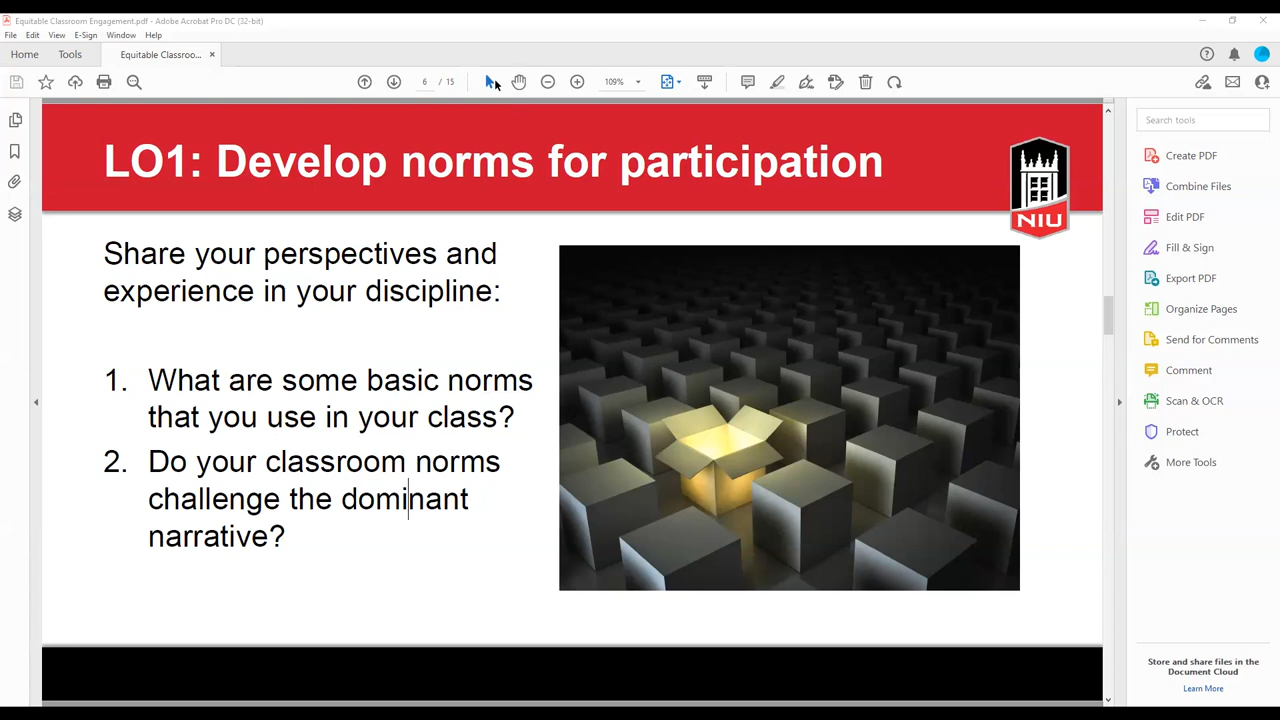 Equitable Classroom Engagement.pdf - Adobe Acrobat Pro DC (32-bit)
File Edit View E-Sign Window Help
Home Tools Equitable Classroo... ×
6 / 15 109%
LO1: Develop norms for participation
NIU
Share your perspectives and
experience in your discipline:
1. What are some basic norms
that you use in your class?
2. Do your classroom norms
challenge the dominant
narrative?
Search tools
Create PDF
Combine Files
Edit PDF
Fill & Sign
Export PDF
Organize Pages
Send for Comments
Comment
Scan & OCR
Protect
More Tools
Store and share files in the
Document Cloud
Learn More